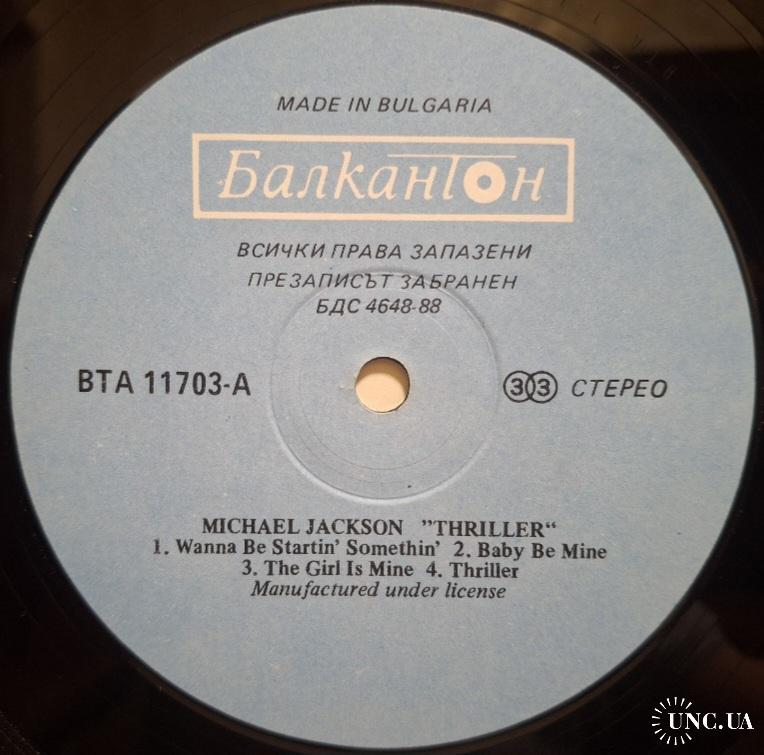 MADE IN BULGARIA
Балкантон
ВСИЧКИ ПРАВА ЗАПАЗЕНИ
ПРЕЗАПИСЪТ ЗАБРАНЕН
БДС 4648-88
ВТА 11703-А
33 СТЕРЕО
MICHAEL JACKSON ”THRILLER“
1. Wanna Be Startin’ Somethin’ 2. Baby Be Mine
3. The Girl Is Mine 4. Thriller
Manufactured under license
UNC.UA